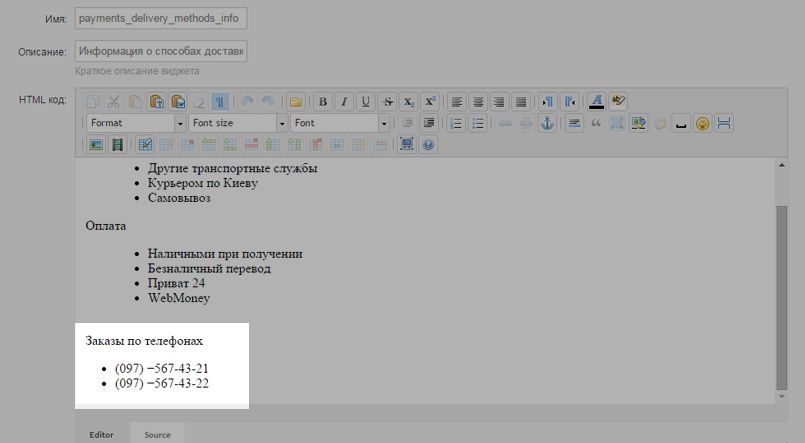 Имя: payments_delivery_methods_info
Описание: Информация о способах доставк
Краткое описание виджета
HTML код:
B I U S x₂ x²
Format Font size Font
Другие транспортные службы
Курьером по Киеву
Самовывоз
Оплата
Наличными при получении
Безналичный перевод
Приват 24
WebMoney
Заказы по телефонах
(097) −567-43-21
(097) −567-43-22
Editor Source